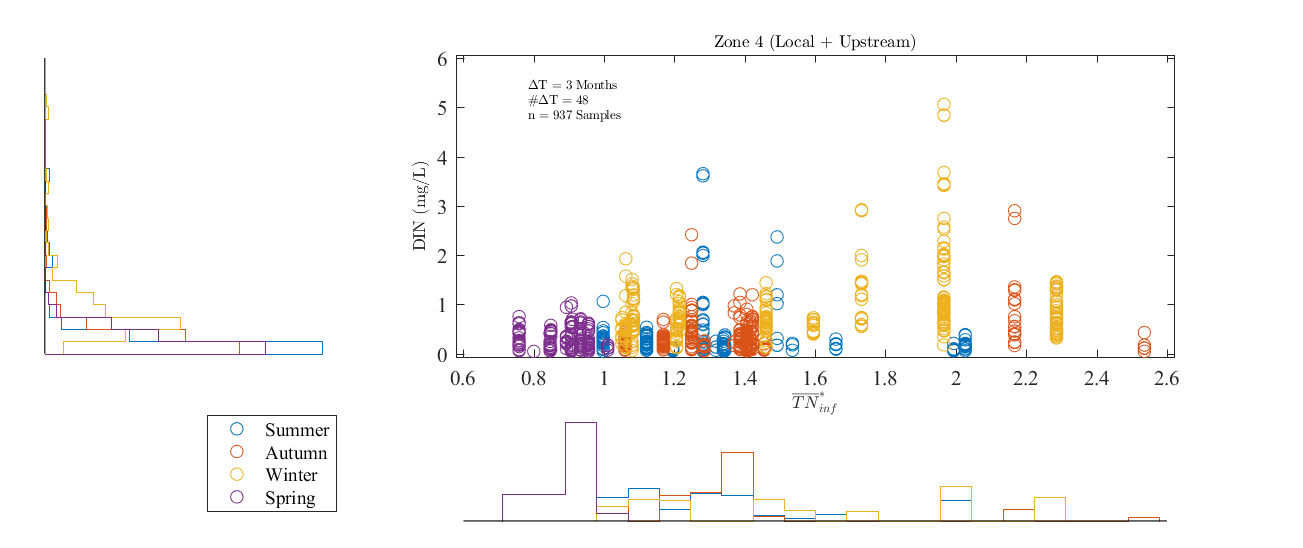 Zone 4 (Local + Upstream)
ΔT = 3 Months
#ΔT = 48
n = 937 Samples
DIN (mg/L)
6
5
4
3
2
1
0
0.6 0.8 1 1.2 1.4 1.6 1.8 2 2.2 2.4 2.6
TN*inf
Summer
Autumn
Winter
Spring